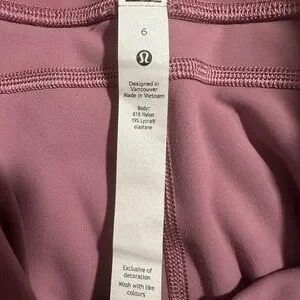 6
Designed in
Vancouver
Made in Vietnam
Body:
81% Nylon
19% Lycra®
elastane
Exclusive of
decoration
Wash with like
colours